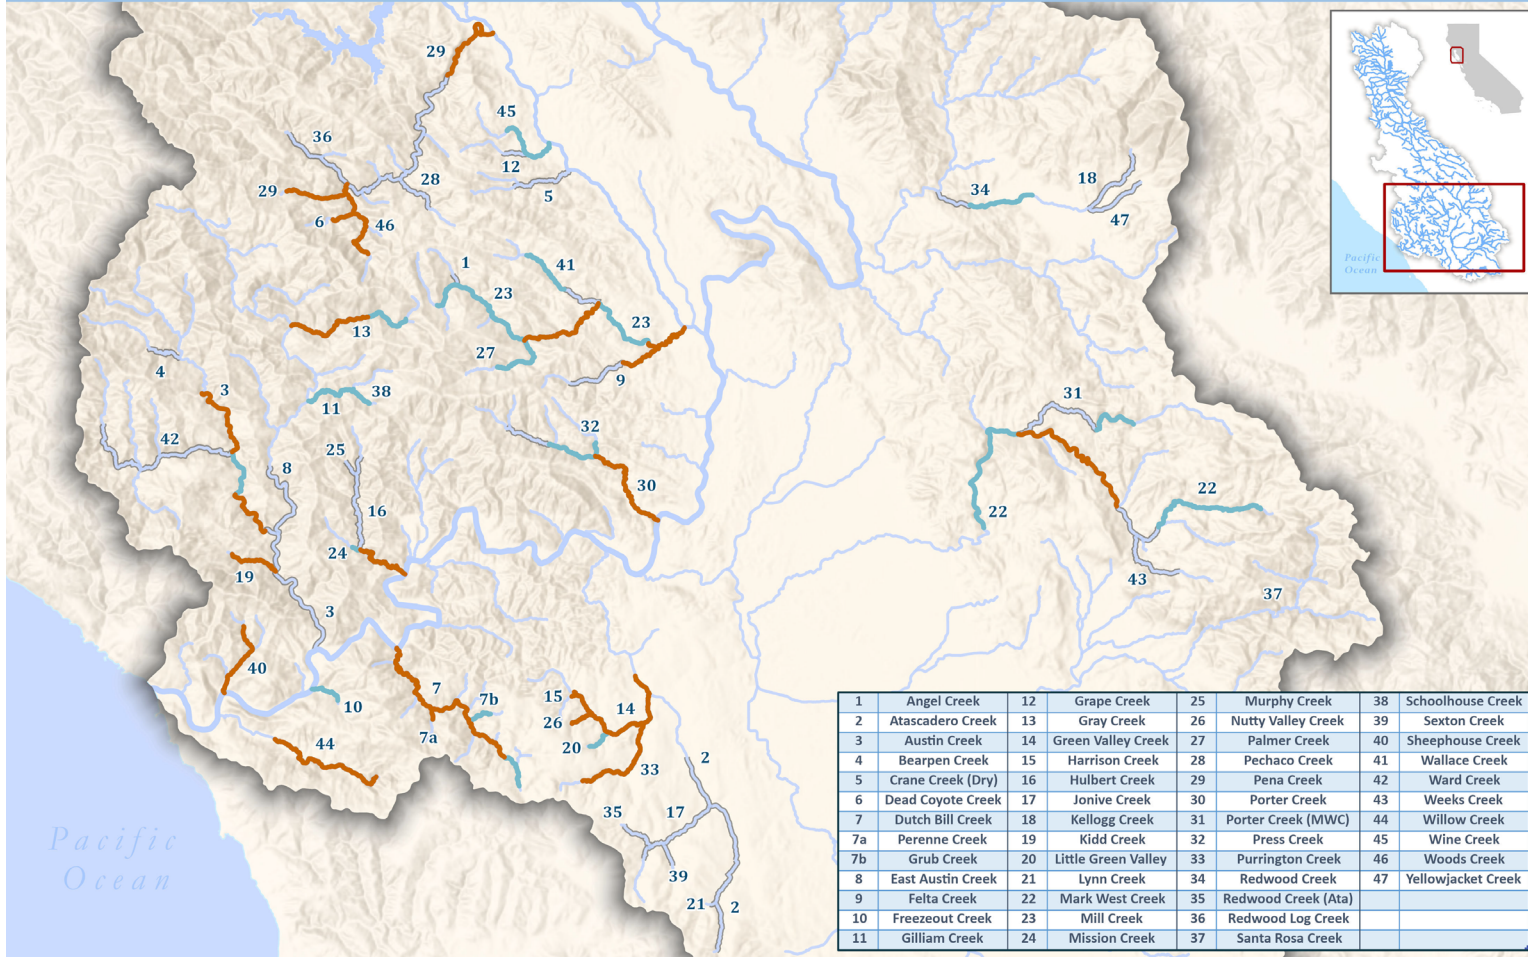 29
45
36
12
28
5
29
6
46
34
18
47
Pacific
Ocean
1
41
23
23
13
27
9
4
3
38
11
31
42
32
25
8
30
22
22
16
24
19
43
37
3
40
10
7
7b
7a
15
14
26
20
44
33
2
35
17
39
21
2
Pacific
Ocean
1 Angel Creek 12 Grape Creek 25 Murphy Creek 38 Schoolhouse Creek
2 Atascadero Creek 13 Gray Creek 26 Nutty Valley Creek 39 Sexton Creek
3 Austin Creek 14 Green Valley Creek 27 Palmer Creek 40 Sheephouse Creek
4 Bearpen Creek 15 Harrison Creek 28 Pechaco Creek 41 Wallace Creek
5 Crane Creek (Dry) 16 Hulbert Creek 29 Pena Creek 42 Ward Creek
6 Dead Coyote Creek 17 Jonive Creek 30 Porter Creek 43 Weeks Creek
7 Dutch Bill Creek 18 Kellogg Creek 31 Porter Creek (MWC) 44 Willow Creek
7a Perenne Creek 19 Kidd Creek 32 Press Creek 45 Wine Creek
7b Grub Creek 20 Little Green Valley 33 Purrington Creek 46 Woods Creek
8 East Austin Creek 21 Lynn Creek 34 Redwood Creek 47 Yellowjacket Creek
9 Felta Creek 22 Mark West Creek 35 Redwood Creek (Ata)
10 Freezeout Creek 23 Mill Creek 36 Redwood Log Creek
11 Gilliam Creek 24 Mission Creek 37 Santa Rosa Creek